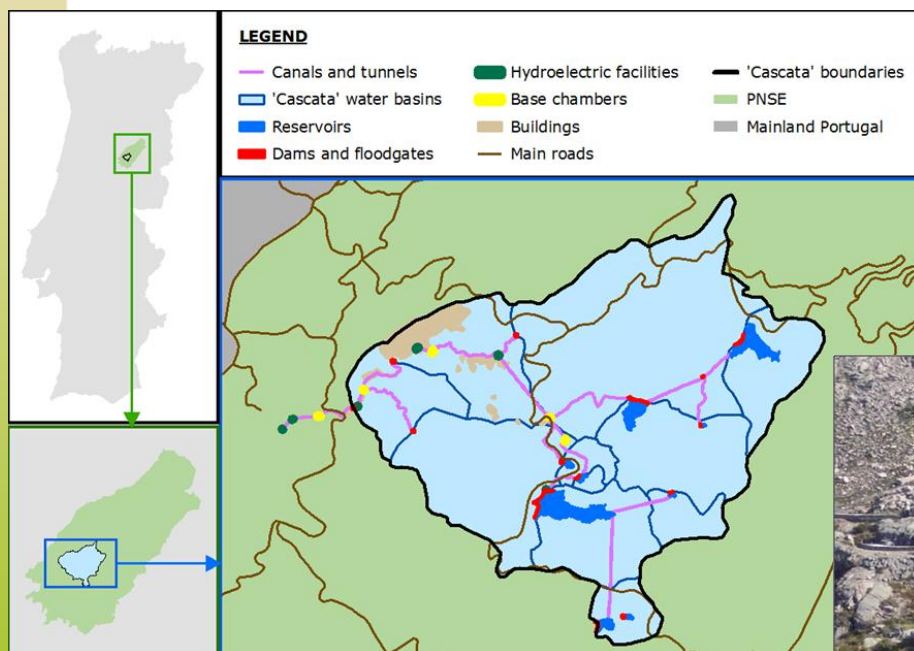 LEGEND
Canals and tunnels
Hydroelectric facilities
'Cascata' boundaries
'Cascata' water basins
Base chambers
PNSE
Reservoirs
Buildings
Mainland Portugal
Dams and floodgates
Main roads